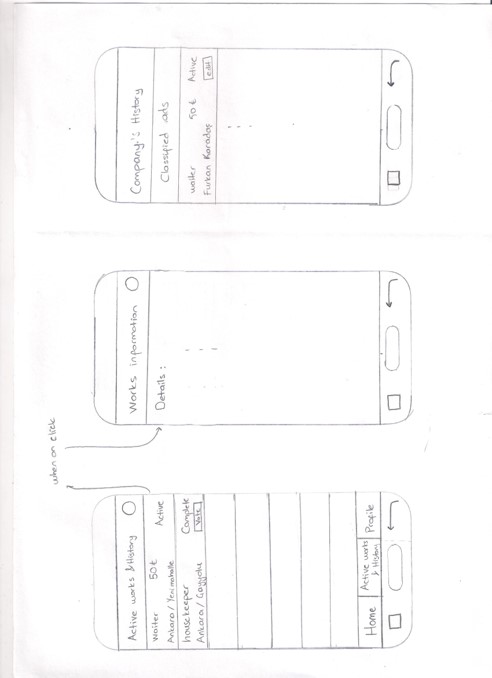 Active works & History
waiter 50₺ Active
Ankara / Yenimahalle
housekeeper Complete
Ankara / Çayyolu Vote
Home Active works & History Profile
when on click
Works information
Details :
Company's History
Classified ads
waiter 50₺ Active
Furkan Karadaş edit